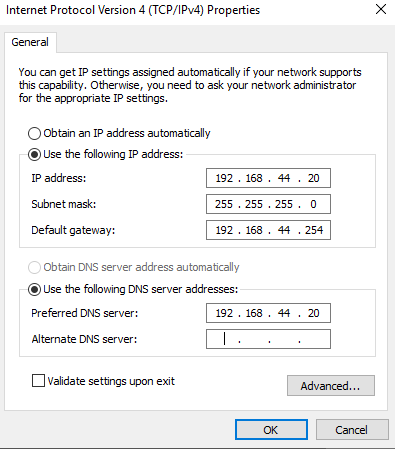 Internet Protocol Version 4 (TCP/IPv4) Properties
General
You can get IP settings assigned automatically if your network supports
this capability. Otherwise, you need to ask your network administrator
for the appropriate IP settings.
Obtain an IP address automatically
Use the following IP address:
IP address: 192 . 168 . 44 . 20
Subnet mask: 255 . 255 . 255 . 0
Default gateway: 192 . 168 . 44 . 254
Obtain DNS server address automatically
Use the following DNS server addresses:
Preferred DNS server: 192 . 168 . 44 . 20
Alternate DNS server: . . .
Validate settings upon exit
Advanced...
OK Cancel